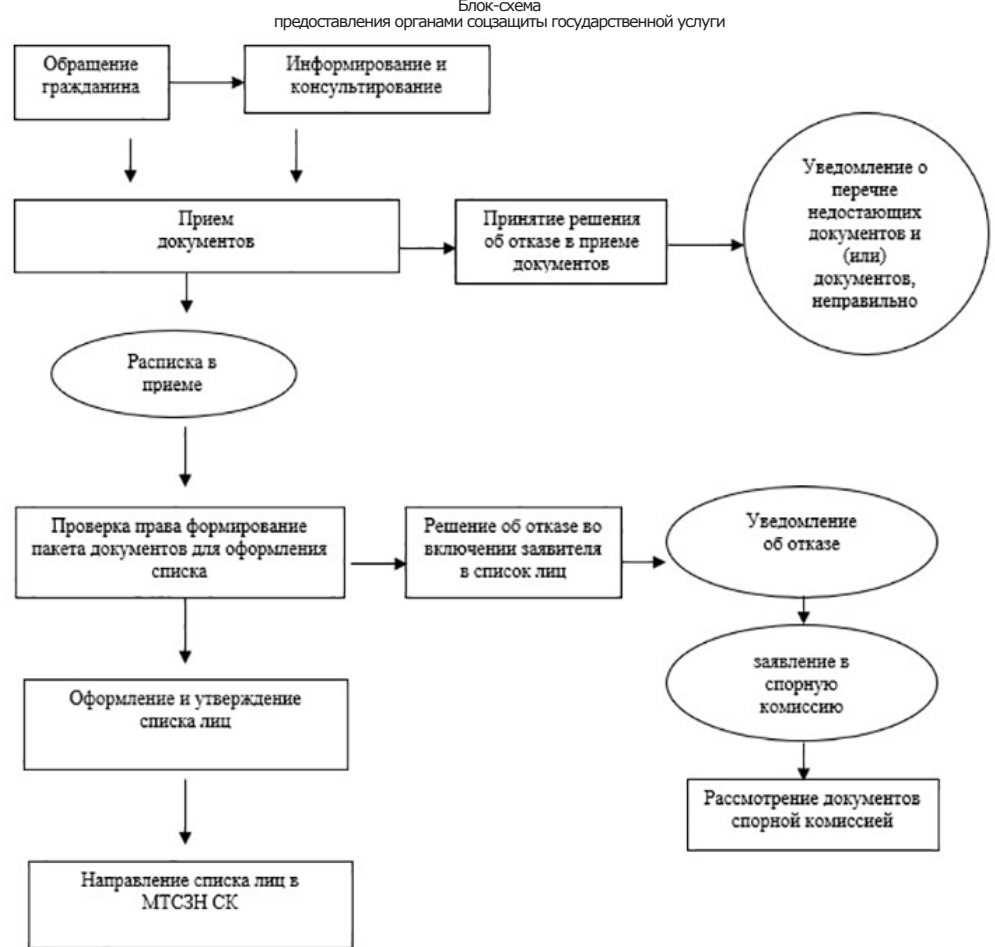 Блок-схема
предоставления органами соцзащиты государственной услуги
Обращение
гражданина
Информирование и
консультирование
Прием
документов
Принятие решения
об отказе в приеме
документов
Уведомление о
перечне
недостающих
документов и
(или)
документов,
неправильно
Расписка в
приеме
Проверка права формирование
пакета документов для оформления
списка
Решение об отказе во
включении заявителя
в список лиц
Уведомление
об отказе
заявление в
спорную
комиссию
Оформление и утверждение
списка лиц
Рассмотрение документов
спорной комиссией
Направление списка лиц в
МТСЗН СК